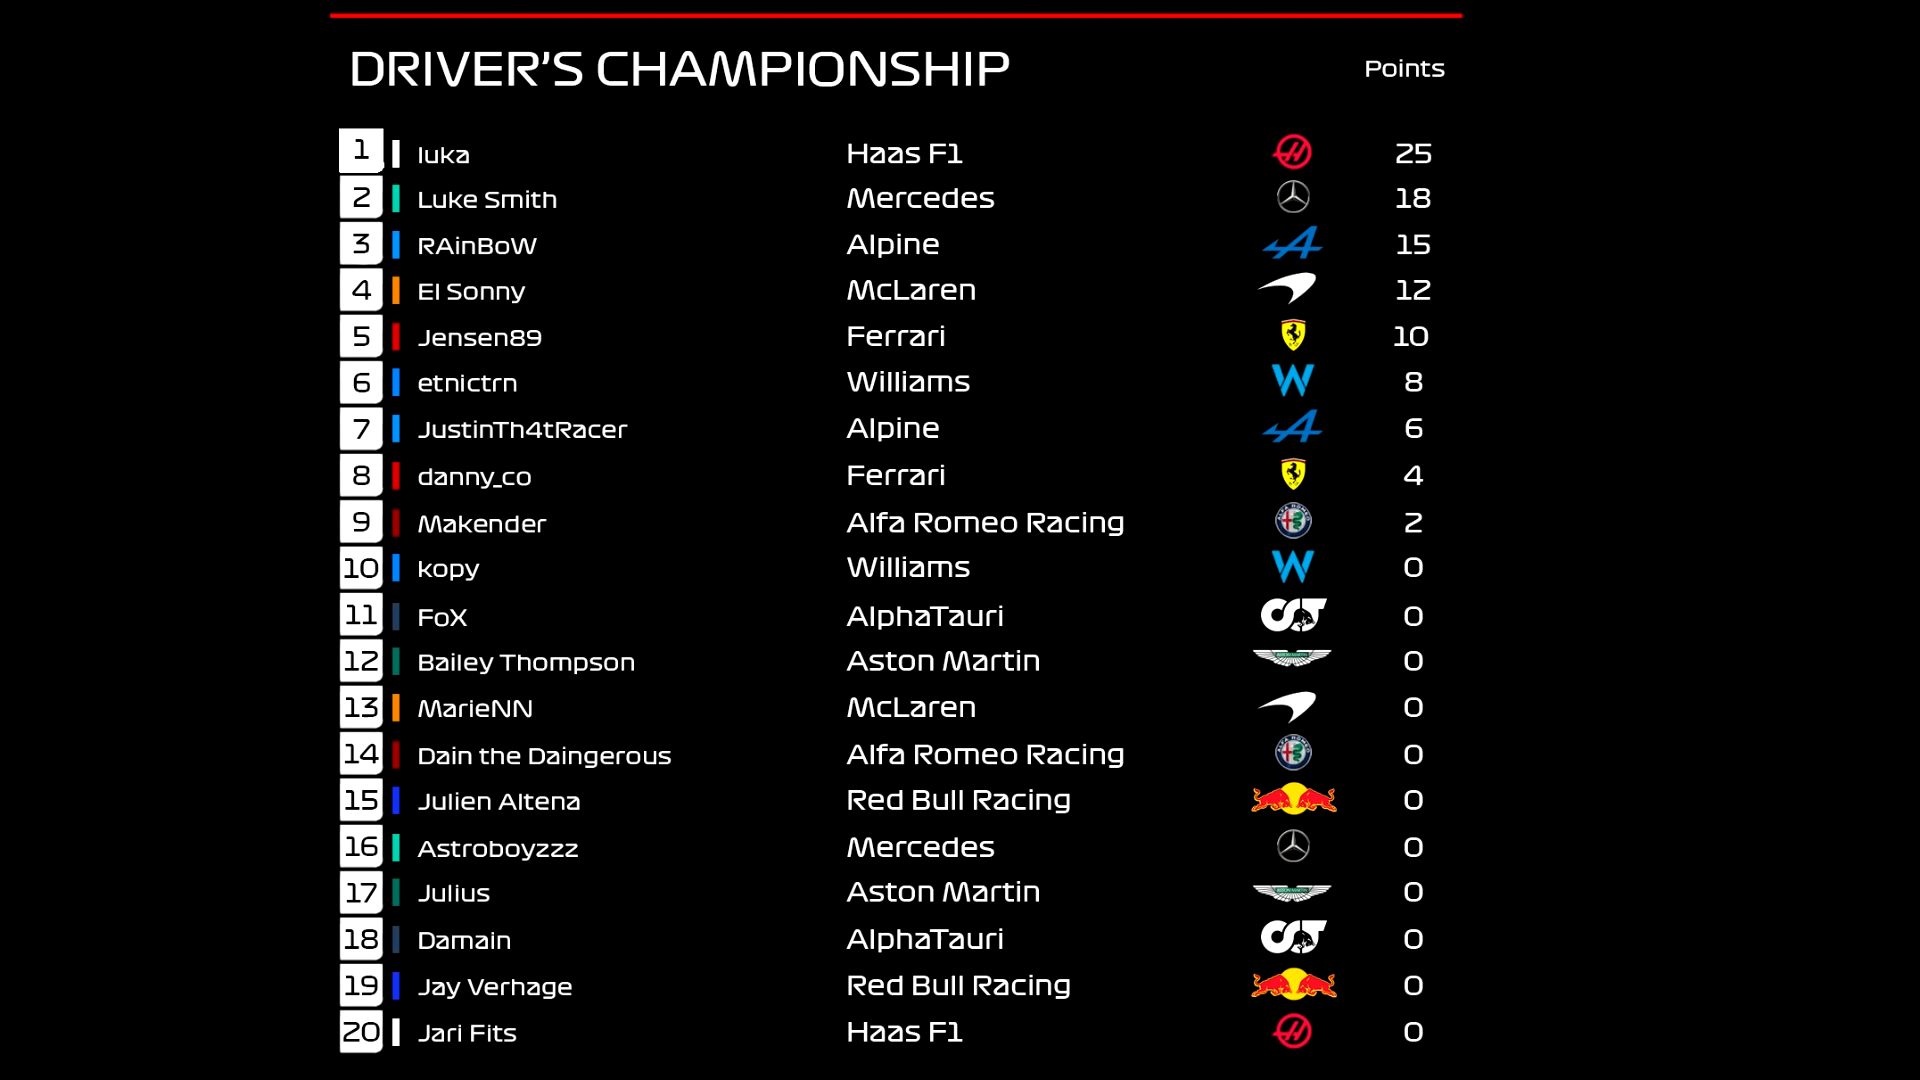 DRIVER'S CHAMPIONSHIP Points
1 luka Haas F1 25
2 Luke Smith Mercedes 18
3 RAinBoW Alpine 15
4 El Sonny McLaren 12
5 Jensen89 Ferrari 10
6 etnictrn Williams 8
7 JustinTh4tRacer Alpine 6
8 danny_co Ferrari 4
9 Makender Alfa Romeo Racing 2
10 kopy Williams 0
11 FoX AlphaTauri 0
12 Bailey Thompson Aston Martin 0
13 MarieNN McLaren 0
14 Dain the Daingerous Alfa Romeo Racing 0
15 Julien Altena Red Bull Racing 0
16 Astroboyzzz Mercedes 0
17 Julius Aston Martin 0
18 Damain AlphaTauri 0
19 Jay Verhage Red Bull Racing 0
20 Jari Fits Haas F1 0